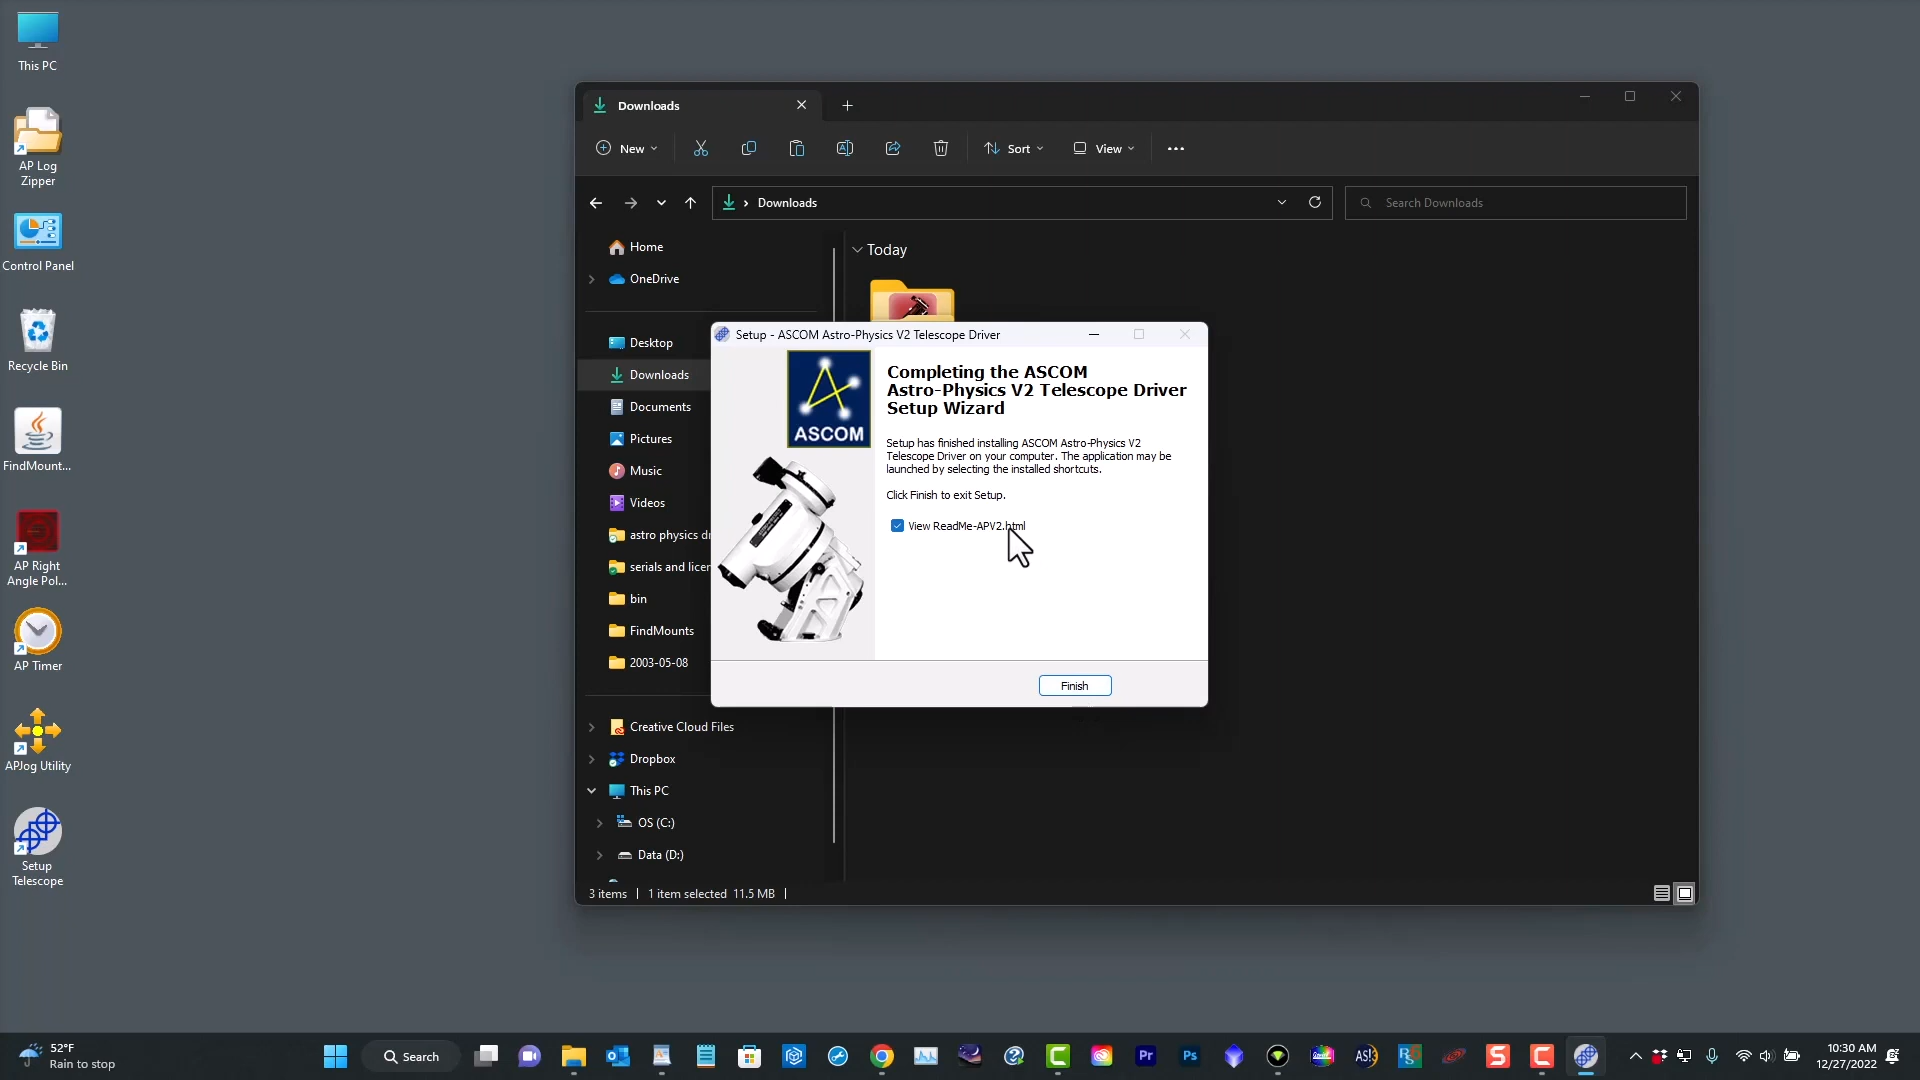 This PC
AP Log
Zipper
Control Panel
Recycle Bin
FindMount...
AP Right
Angle Pol...
AP Timer
APJog Utility
Setup
Telescope
Downloads
New
Sort
View
Downloads
Search Downloads
Home
OneDrive
Desktop
Downloads
Documents
Pictures
Music
Videos
astro physics dr
serials and licen
bin
FindMounts
2003-05-08
Creative Cloud Files
Dropbox
This PC
OS (C:)
Data (D:)
Today
Setup - ASCOM Astro-Physics V2 Telescope Driver
ASCOM
Completing the ASCOM
Astro-Physics V2 Telescope Driver
Setup Wizard
Setup has finished installing ASCOM Astro-Physics V2
Telescope Driver on your computer. The application may be
launched by selecting the installed shortcuts.
Click Finish to exit Setup.
View ReadMe-APV2.html
Finish
3 items
1 item selected 11.5 MB
52°F
Rain to stop
Search
Pr
Ps
AS!
S
C
10:30 AM
12/27/2022